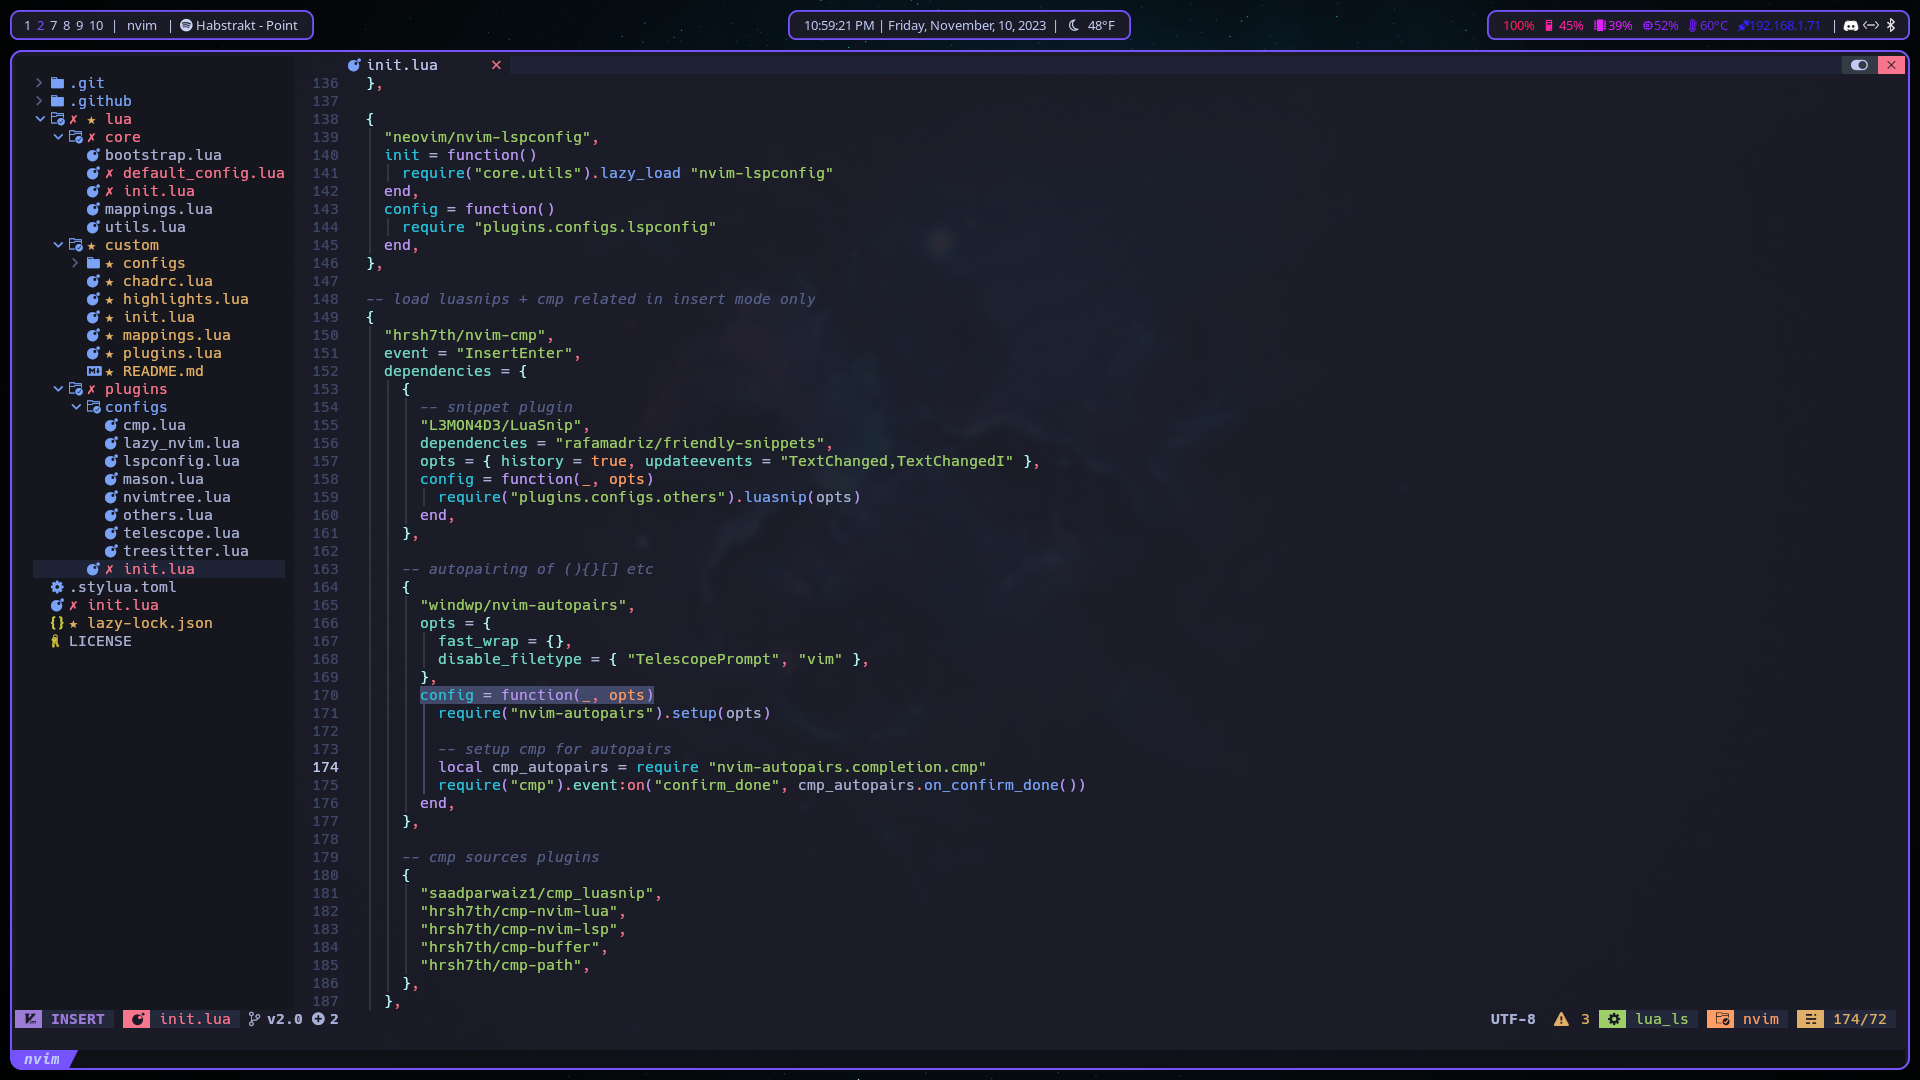 1 2 7 8 9 10 | nvim | Habstrakt - Point
10:59:21 PM | Friday, November, 10, 2023 | 48°F
100% 45% 39% 52% 60°C 192.168.1.71 |
.git
.github
✗ ★ lua
✗ core
bootstrap.lua
✗ default_config.lua
✗ init.lua
mappings.lua
utils.lua
★ custom
★ configs
★ chadrc.lua
★ highlights.lua
★ init.lua
★ mappings.lua
★ plugins.lua
★ README.md
✗ plugins
configs
cmp.lua
lazy_nvim.lua
lspconfig.lua
mason.lua
nvimtree.lua
others.lua
telescope.lua
treesitter.lua
✗ init.lua
.stylua.toml
✗ init.lua
{} ★ lazy-lock.json
LICENSE
init.lua ✕
136 },
137
138 {
139 "neovim/nvim-lspconfig",
140 init = function()
141 require("core.utils").lazy_load "nvim-lspconfig"
142 end,
143 config = function()
144 require "plugins.configs.lspconfig"
145 end,
146 },
147
148 -- load luasnips + cmp related in insert mode only
149 {
150 "hrsh7th/nvim-cmp",
151 event = "InsertEnter",
152 dependencies = {
153 {
154 -- snippet plugin
155 "L3MON4D3/LuaSnip",
156 dependencies = "rafamadriz/friendly-snippets",
157 opts = { history = true, updateevents = "TextChanged,TextChangedI" },
158 config = function(_, opts)
159 require("plugins.configs.others").luasnip(opts)
160 end,
161 },
162
163 -- autopairing of (){}[] etc
164 {
165 "windwp/nvim-autopairs",
166 opts = {
167 fast_wrap = {},
168 disable_filetype = { "TelescopePrompt", "vim" },
169 },
170 config = function(_, opts)
171 require("nvim-autopairs").setup(opts)
172
173 -- setup cmp for autopairs
174 local cmp_autopairs = require "nvim-autopairs.completion.cmp"
175 require("cmp").event:on("confirm_done", cmp_autopairs.on_confirm_done())
176 end,
177 },
178
179 -- cmp sources plugins
180 {
181 "saadparwaiz1/cmp_luasnip",
182 "hrsh7th/cmp-nvim-lua",
183 "hrsh7th/cmp-nvim-lsp",
184 "hrsh7th/cmp-buffer",
185 "hrsh7th/cmp-path",
186 },
187 },
INSERT init.lua v2.0 2
UTF-8 3 lua_ls nvim 174/72
nvim